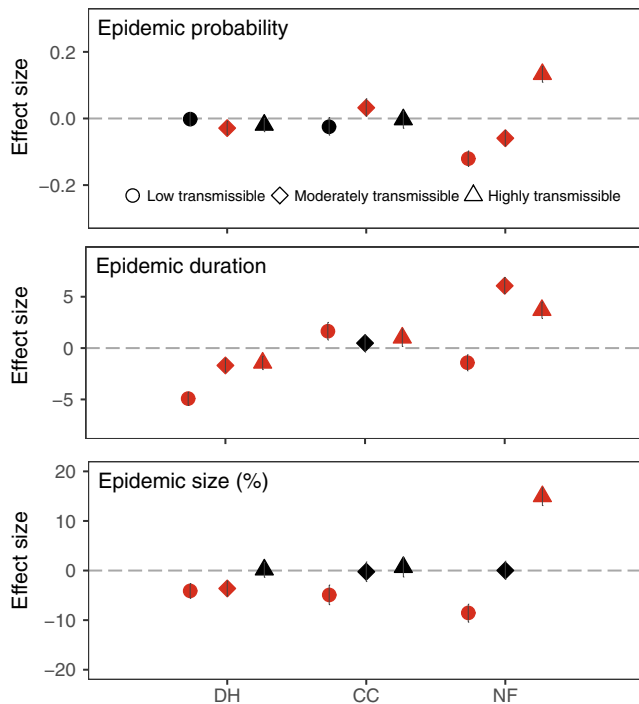 Epidemic probability
Effect size
0.2
0.0
−0.2
Low transmissible Moderately transmissible Highly transmissible
Epidemic duration
Effect size
5
0
−5
Epidemic size (%)
Effect size
20
10
0
−10
−20
DH CC NF